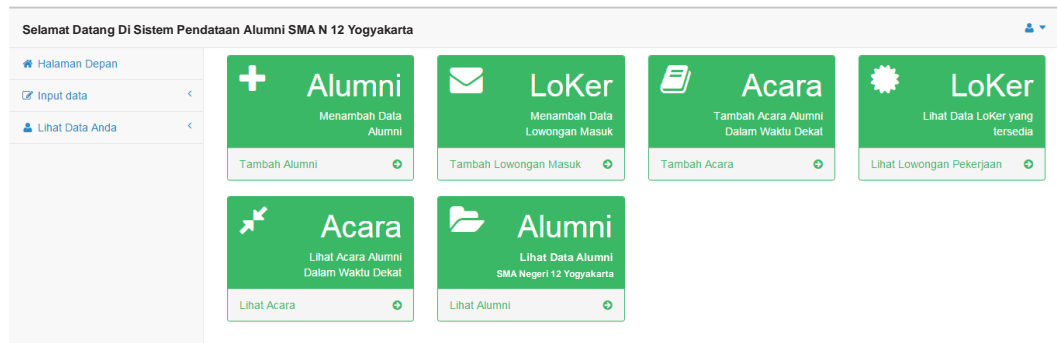 Selamat Datang Di Sistem Pendataan Alumni SMA N 12 Yogyakarta
Halaman Depan
Input data
Lihat Data Anda
Alumni
Menambah Data
Alumni
Tambah Alumni
LoKer
Menambah Data
Lowongan Masuk
Tambah Lowongan Masuk
Acara
Tambah Acara Alumni
Dalam Waktu Dekat
Tambah Acara
LoKer
Lihat Data LoKer yang
tersedia
Lihat Lowongan Pekerjaan
Acara
Lihat Acara Alumni
Dalam Waktu Dekat
Lihat Acara
Alumni
Lihat Data Alumni
SMA Negeri 12 Yogyakarta
Lihat Alumni